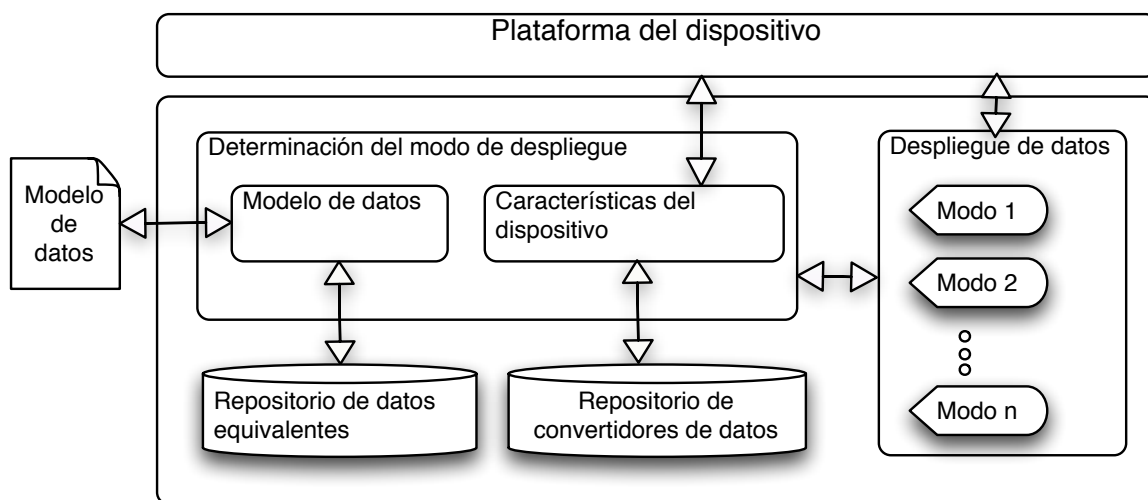 Plataforma del dispositivo
Determinación del modo de despliegue
Despliegue de datos
Modelo
de
datos
Modelo de datos
Características del
dispositivo
Modo 1
Modo 2
Modo n
Repositorio de datos
equivalentes
Repositorio de
convertidores de datos